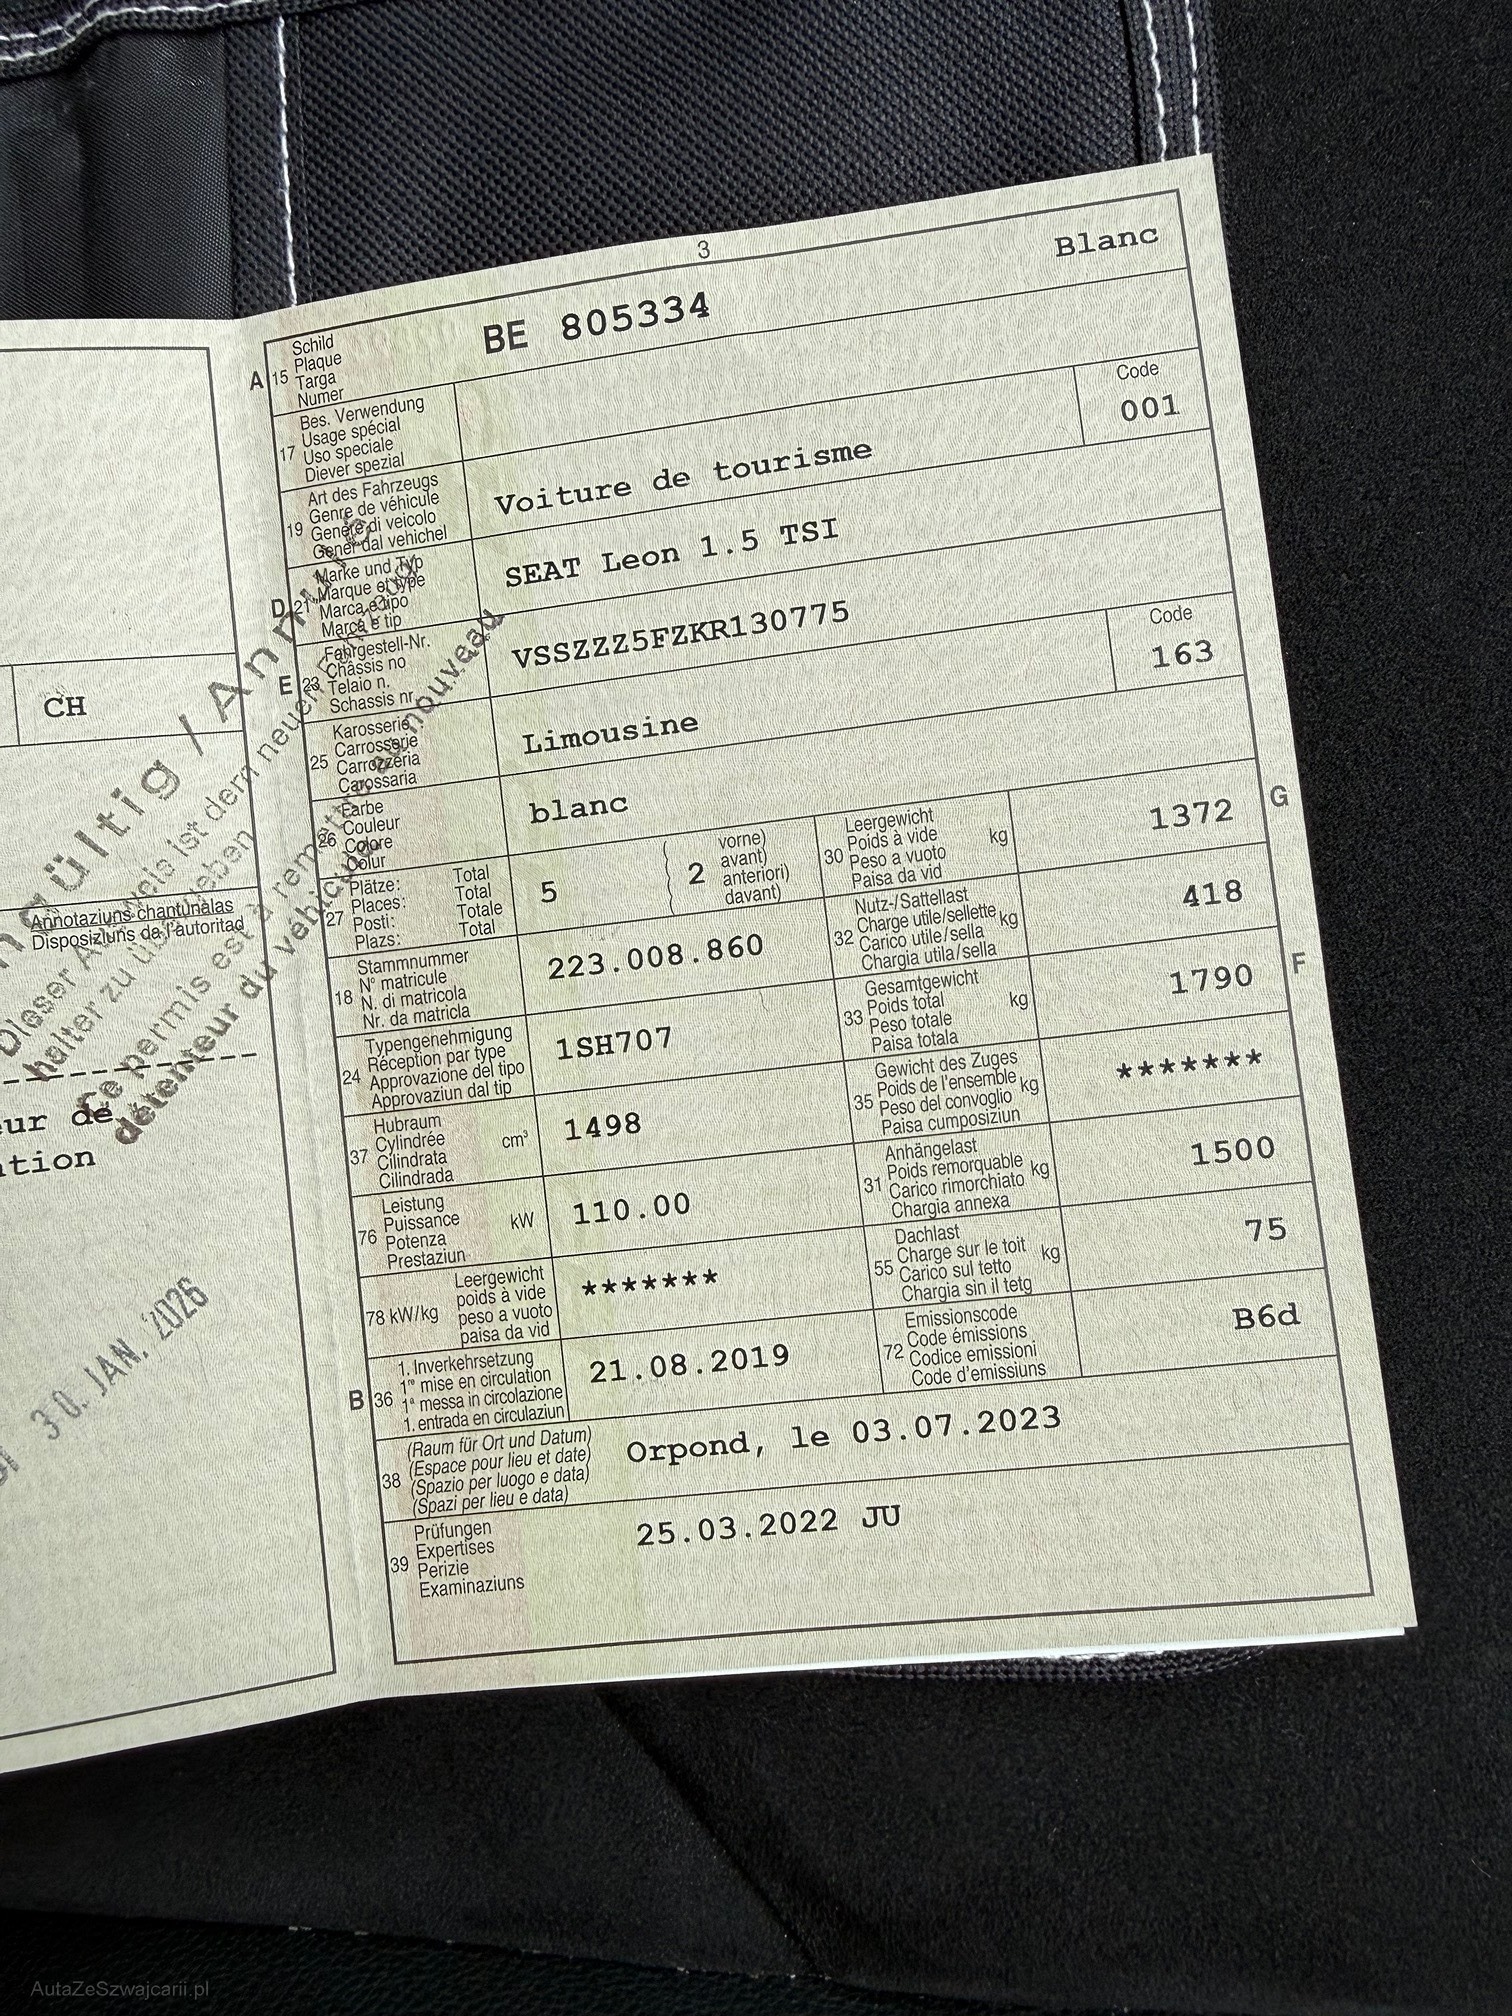 3
A 15 Schild
Plaque
Targa
Numer
BE 805334
Blanc
17 Bes. Verwendung
Usage spécial
Uso speciale
Diever spezial
19 Art des Fahrzeugs
Genre de véhicule
Genere di veicolo
Gener dal vehichel
Voiture de tourisme
Code
001
D 21 Marke und Typ
Marque et type
Marca e tipo
Marca e tip
SEAT Leon 1.5 TSI
E 23 Fahrgestell-Nr.
Châssis no
Telaio n.
Schassis nr.
VSSZZZ5FZKR130775
25 Karosserie
Carrosserie
Carrozzeria
Carossaria
Limousine
Code
163
26 Farbe
Couleur
Colore
Colur
blanc
27 Plätze: Total
Places: Total
Posti: Totale
Plazs: Total
5
2
vorne)
avant)
anteriori)
davant)
30 Leergewicht
Poids à vide kg
Peso a vuoto
Paisa da vid
1372
G
18 Stammnummer
N° matricule
N. di matricola
Nr. da matricla
223.008.860
32 Nutz-/Sattellast
Charge utile/sellette kg
Carico utile/sella
Chargia utila/sella
418
24 Typengenehmigung
Réception par type
Approvazione del tipo
Approvaziun dal tip
1SH707
33 Gesamtgewicht
Poids total kg
Peso totale
Paisa totala
1790
F
37 Hubraum
Cylindrée cm³
Cilindrata
Cilindrada
1498
35 Gewicht des Zuges
Poids de l'ensemble kg
Peso del convoglio
Paisa cumposiziun
*******
76 Leistung
Puissance kW
Potenza
Prestaziun
110.00
31 Anhängelast
Poids remorquable kg
Carico rimorchiato
Chargia annexa
1500
78 kW/kg Leergewicht
poids à vide
peso a vuoto
paisa da vid
*******
55 Dachlast
Charge sur le toit kg
Carico sul tetto
Chargia sin il tetg
75
B 36 1. Inverkehrsetzung
1re mise en circulation
1a messa in circolazione
1. entrada en circulaziun
21.08.2019
72 Emissionscode
Code émissions
Codice emissioni
Code d'emissiuns
B6d
38 (Raum für Ort und Datum)
(Espace pour lieu et date)
(Spazio per luogo e data)
(Spazi per lieu e data)
Orpond, le 03.07.2023
39 Prüfungen
Expertises
Perizie
Examinaziuns
25.03.2022 JU
CH
Annotaziuns chantunalas
Disposiziuns da l'autoritad
ur de
ation
Dieser Ausweis ist dem neuen
halter zu übergeben
Ce permis est à remettre au nouveau
détenteur du véhicule
30. JAN. 2026
AutaZeSzwajcarii.pl